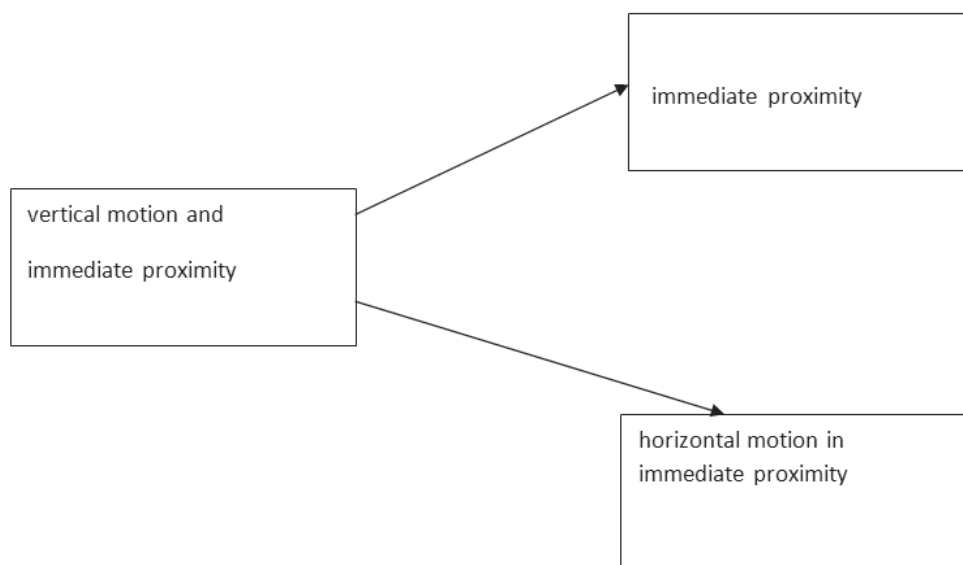 immediate proximity
vertical motion and
immediate proximity
horizontal motion in
immediate proximity